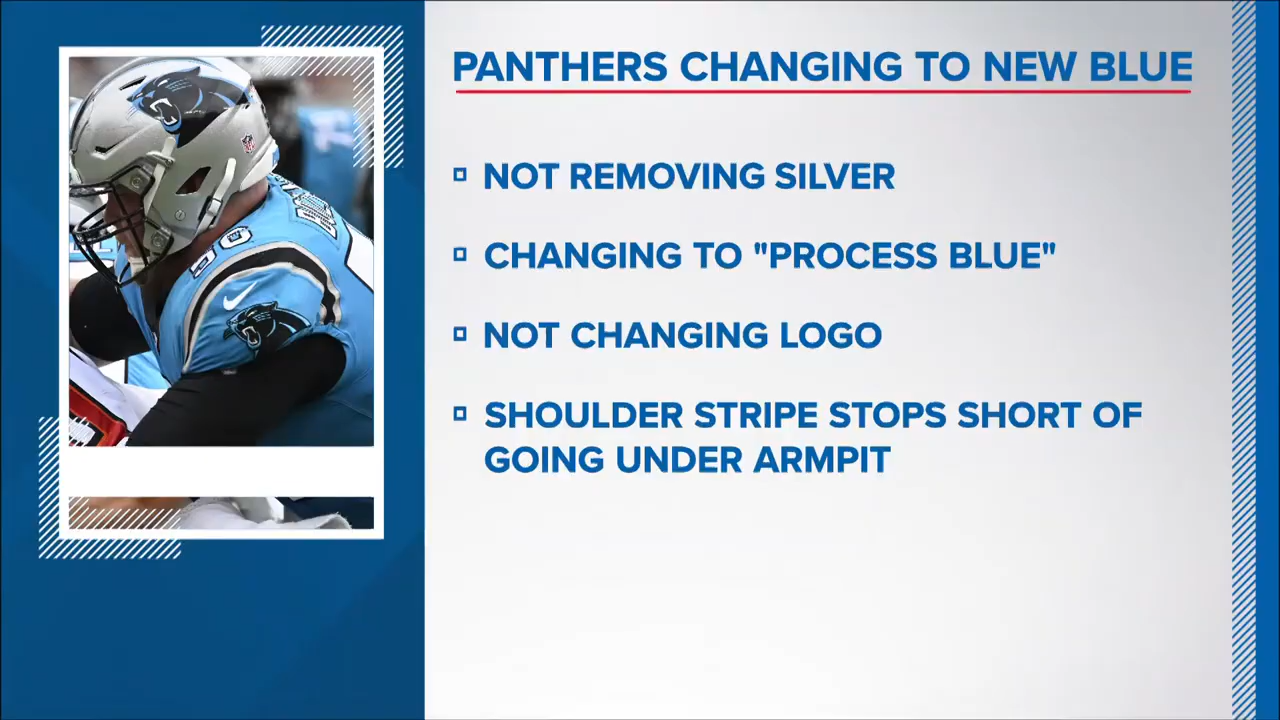 PANTHERS CHANGING TO NEW BLUE
NOT REMOVING SILVER
CHANGING TO "PROCESS BLUE"
NOT CHANGING LOGO
SHOULDER STRIPE STOPS SHORT OF
GOING UNDER ARMPIT